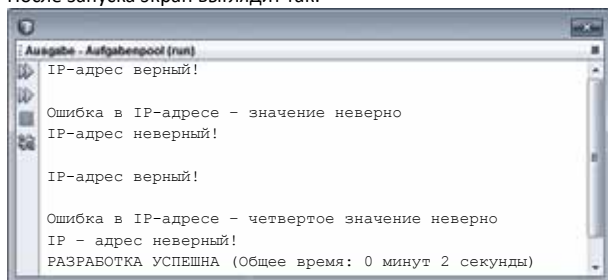 После запуска экран выглядит так:
Ausgabe - Aufgabenpool (run)
IP-адрес верный!
Ошибка в IP-адресе - значение неверно
IP-адрес неверный!
IP-адрес верный!
Ошибка в IP-адресе - четвертое значение неверно
IP - адрес неверный!
РАЗРАБОТКА УСПЕШНА (Общее время: 0 минут 2 секунды)